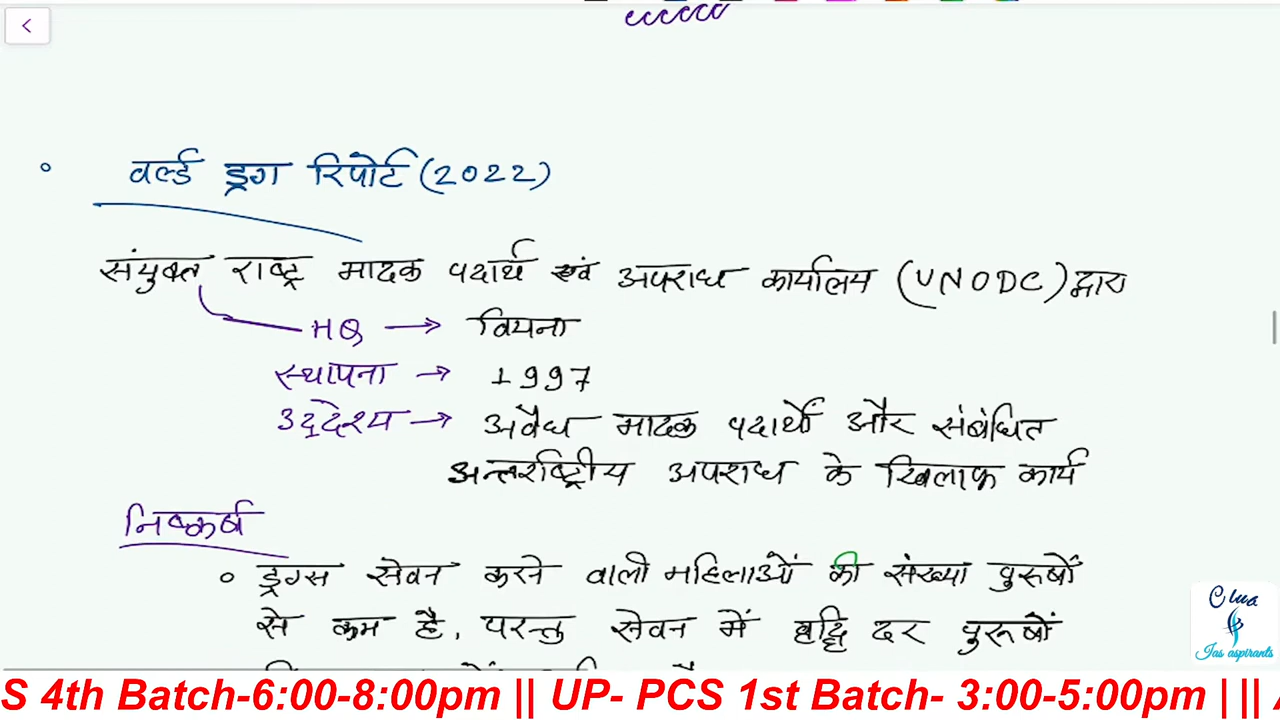 वर्ल्ड ड्रग रिपोर्ट (2022)
संयुक्त राष्ट्र मादक पदार्थ एवं अपराध कार्यालय (UNODC) द्वारा
HQ → वियना
स्थापना → 1997
उद्देश्य → अवैध मादक पदार्थों और संबंधित
अन्तर्राष्ट्रीय अपराध के खिलाफ कार्य
निष्कर्ष
ड्रग्स सेवन करने वाली महिलाओं की संख्या पुरूषों
से कम है, परन्तु सेवन में वृद्धि दर पुरूषों
Clue
Ias aspirants
S 4th Batch-6:00-8:00pm || UP- PCS 1st Batch- 3:00-5:00pm | ||